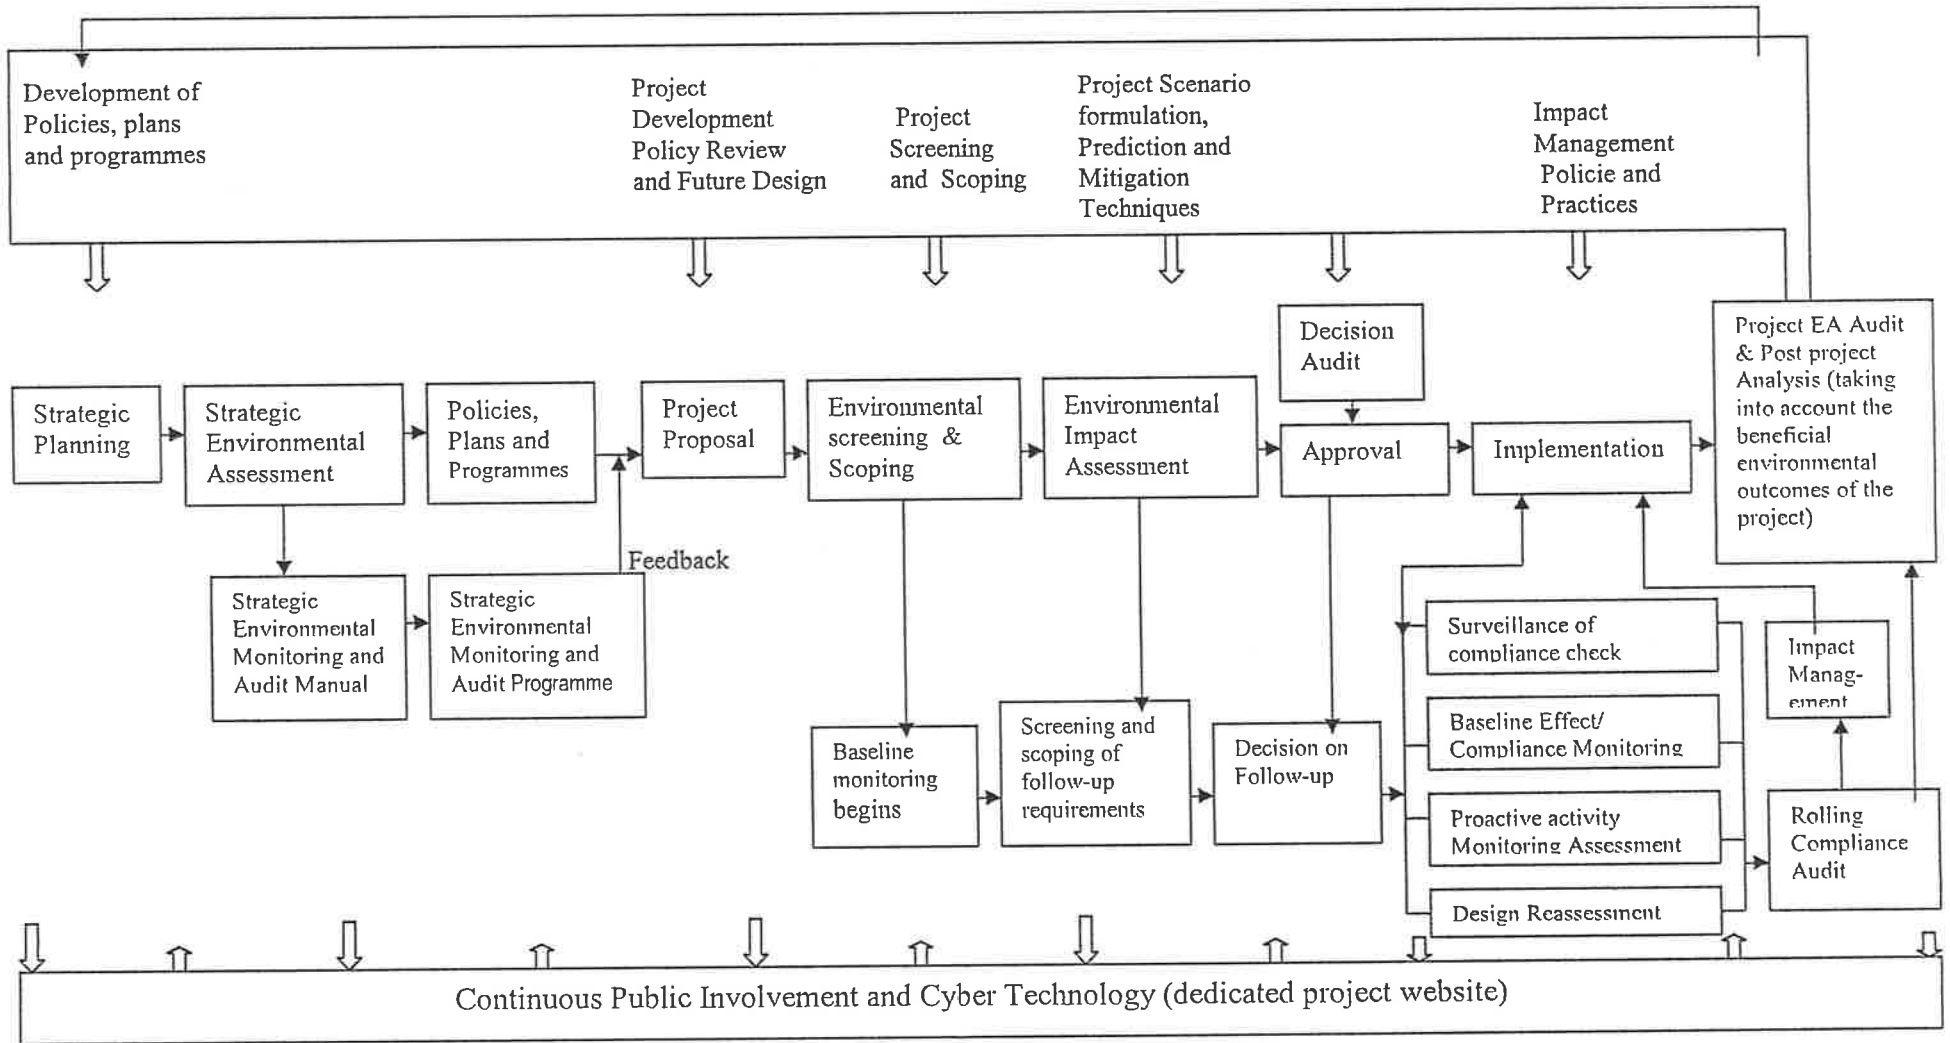 Development of
Policies, plans
and programmes
Project
Development
Policy Review
and Future Design
Project
Screening
and Scoping
Project Scenario
formulation,
Prediction and
Mitigation
Techniques
Impact
Management
Policie and
Practices
Strategic
Planning
Strategic
Environmental
Assessment
Policies,
Plans and
Programmes
Project
Proposal
Environmental
screening &
Scoping
Environmental
Impact
Assessment
Decision
Audit
Approval
Implementation
Project EA Audit
& Post project
Analysis (taking
into account the
beneficial
environmental
outcomes of the
project)
Feedback
Strategic
Environmental
Monitoring and
Audit Manual
Strategic
Environmental
Monitoring and
Audit Programme
Baseline
monitoring
begins
Screening and
scoping of
follow-up
requirements
Decision on
Follow-up
Surveillance of
compliance check
Baseline Effect/
Compliance Monitoring
Proactive activity
Monitoring Assessment
Design Reassessment
Impact
Manag-
ement
Rolling
Compliance
Audit
Continuous Public Involvement and Cyber Technology (dedicated project website)